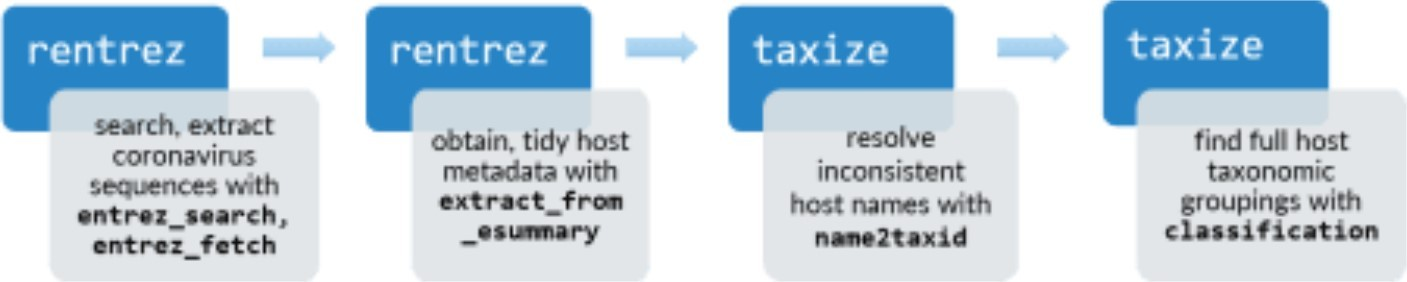 rentrez
search, extract
coronavirus
sequences with
entrez_search,
entrez_fetch
rentrez
obtain, tidy host
metadata with
extract_from
_esummary
taxize
resolve
inconsistent
host names with
name2taxid
taxize
find full host
taxonomic
groupings with
classification